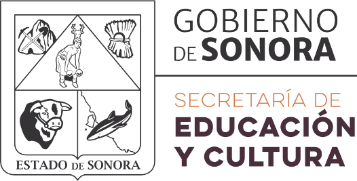 GOBIERNO
DE SONORA
SECRETARÍA DE
EDUCACIÓN
Y CULTURA
ESTADO DE SONORA